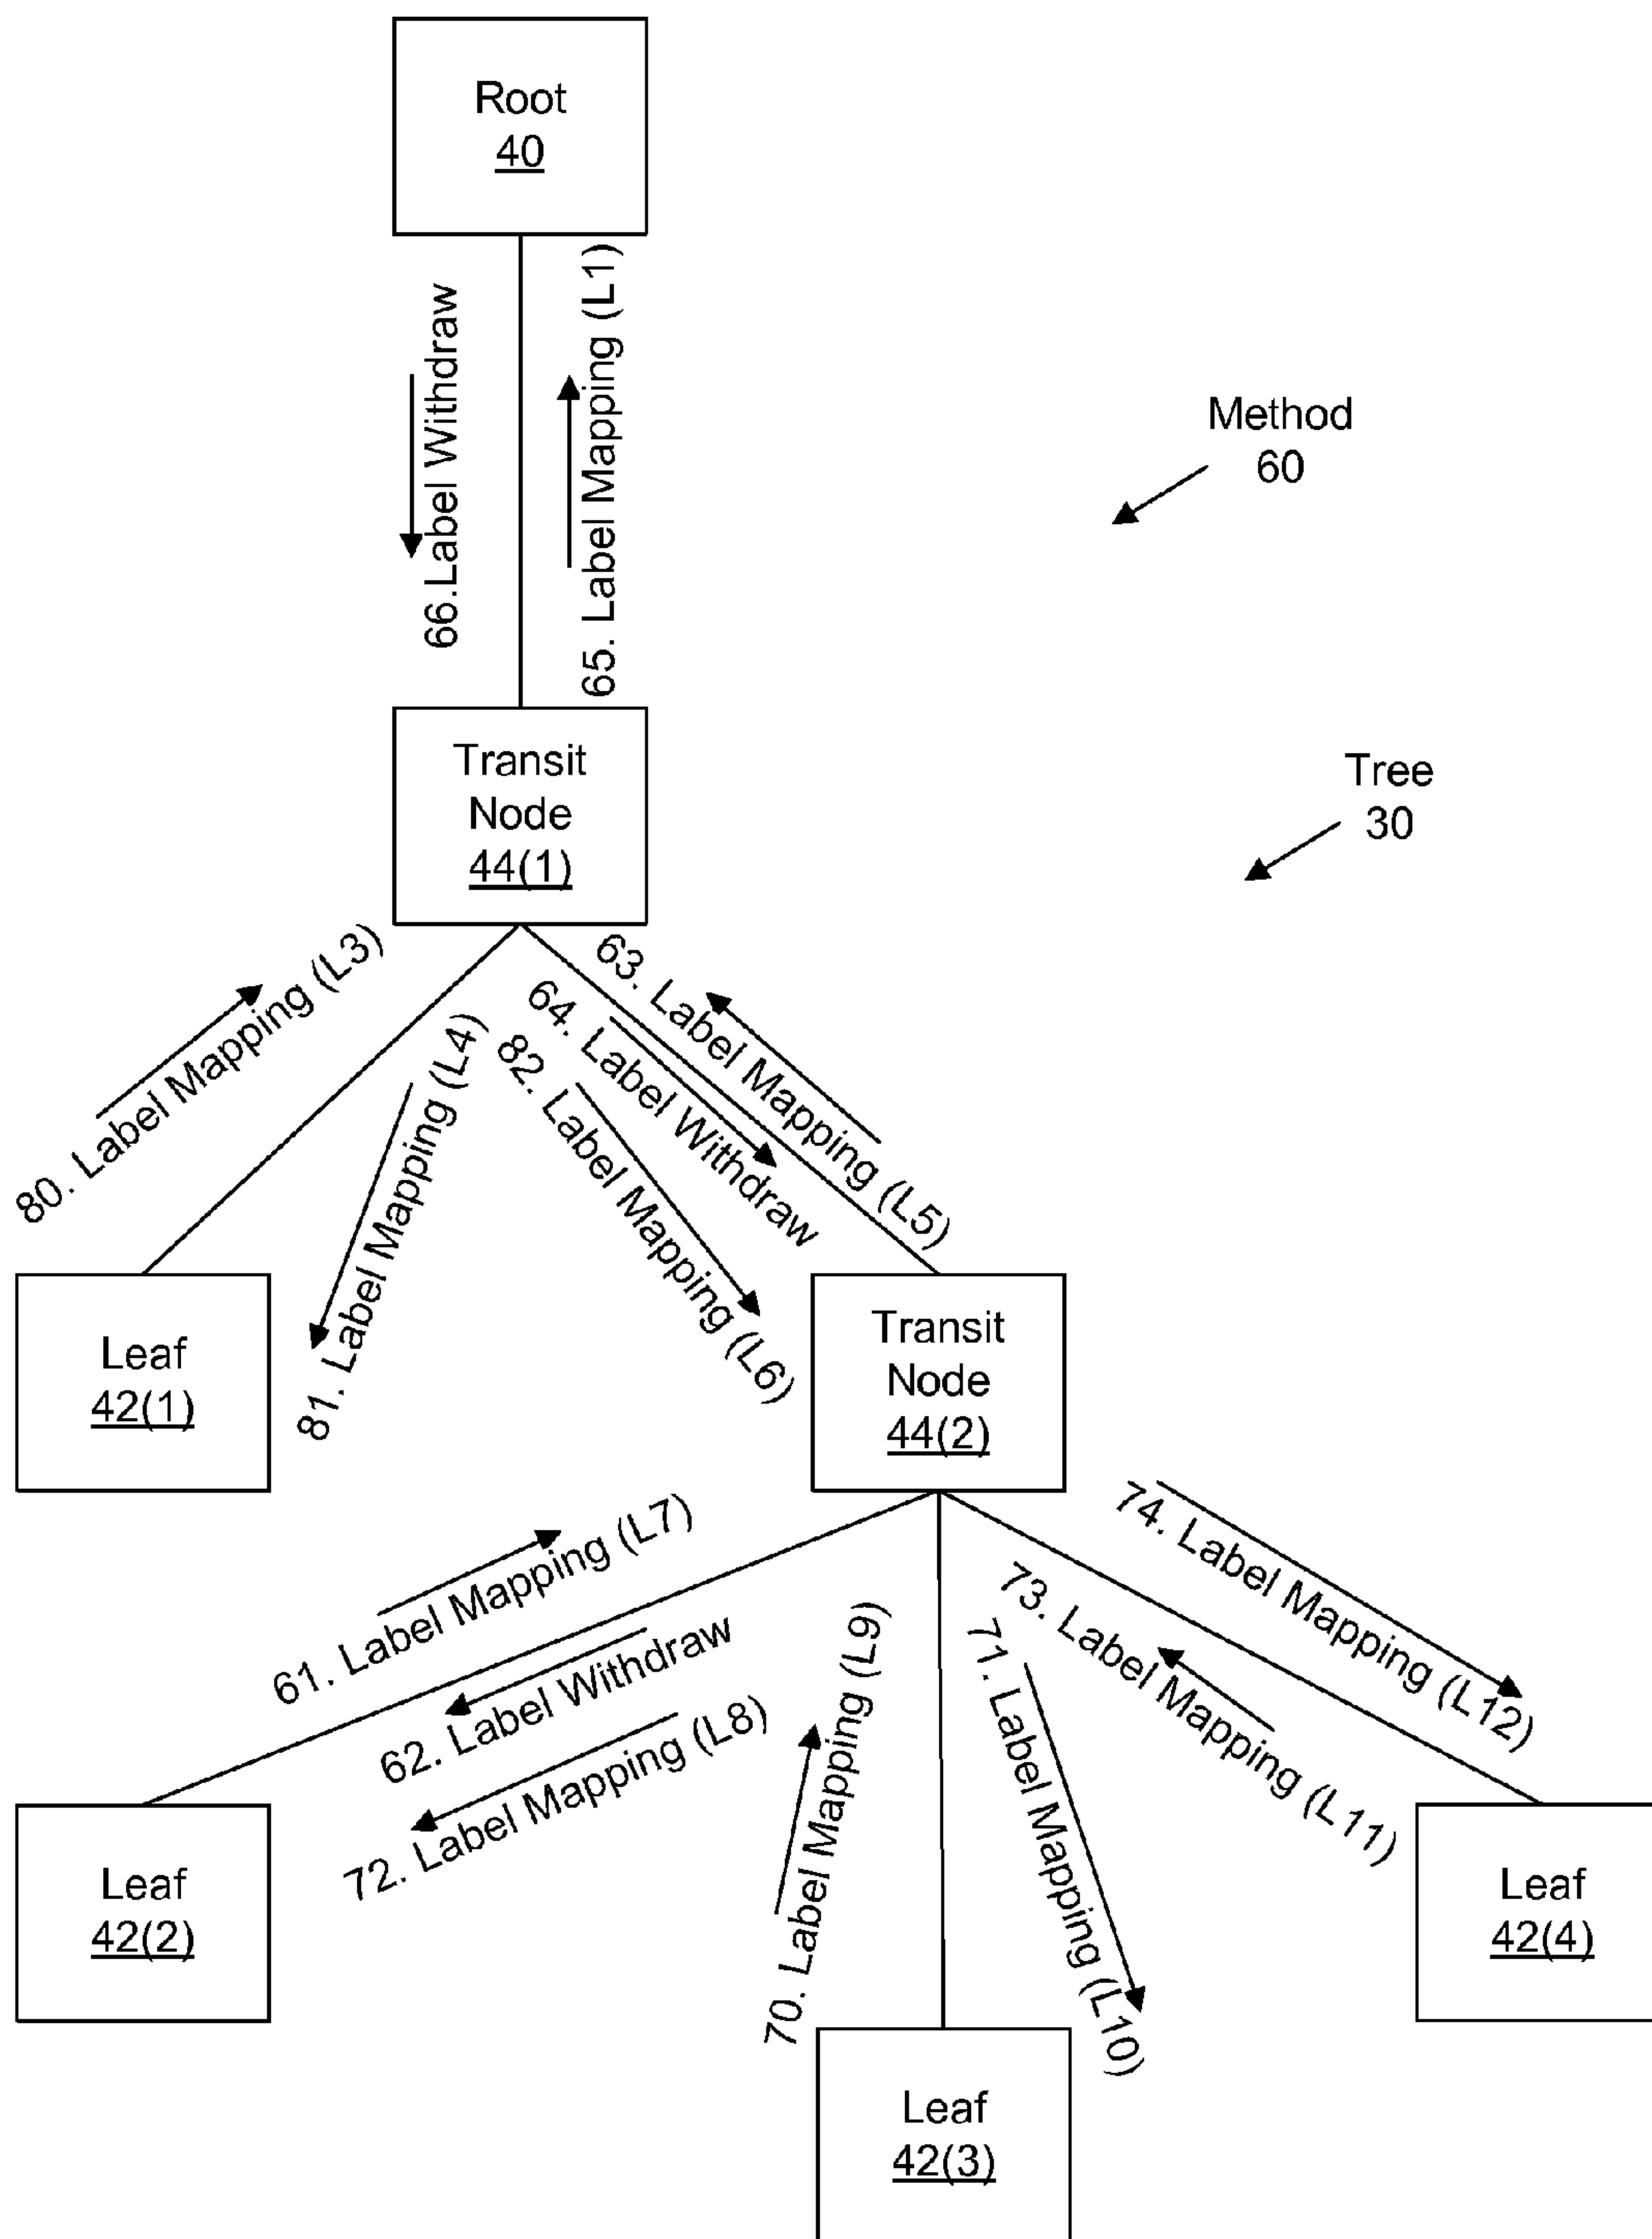 Root
40
66.Label Withdraw
65. Label Mapping (L1)
Method
60
Transit
Node
44(1)
Tree
30
80. Label Mapping (L3)
81. Label Mapping (L4)
82. Label Mapping (L6)
64. Label Withdraw
63. Label Mapping (L5)
Leaf
42(1)
Transit
Node
44(2)
61. Label Mapping (L7)
62. Label Withdraw
72. Label Mapping (L8)
70. Label Mapping (L9)
71. Label Mapping (L10)
73. Label Mapping (L11)
74. Label Mapping (L12)
Leaf
42(2)
Leaf
42(4)
Leaf
42(3)